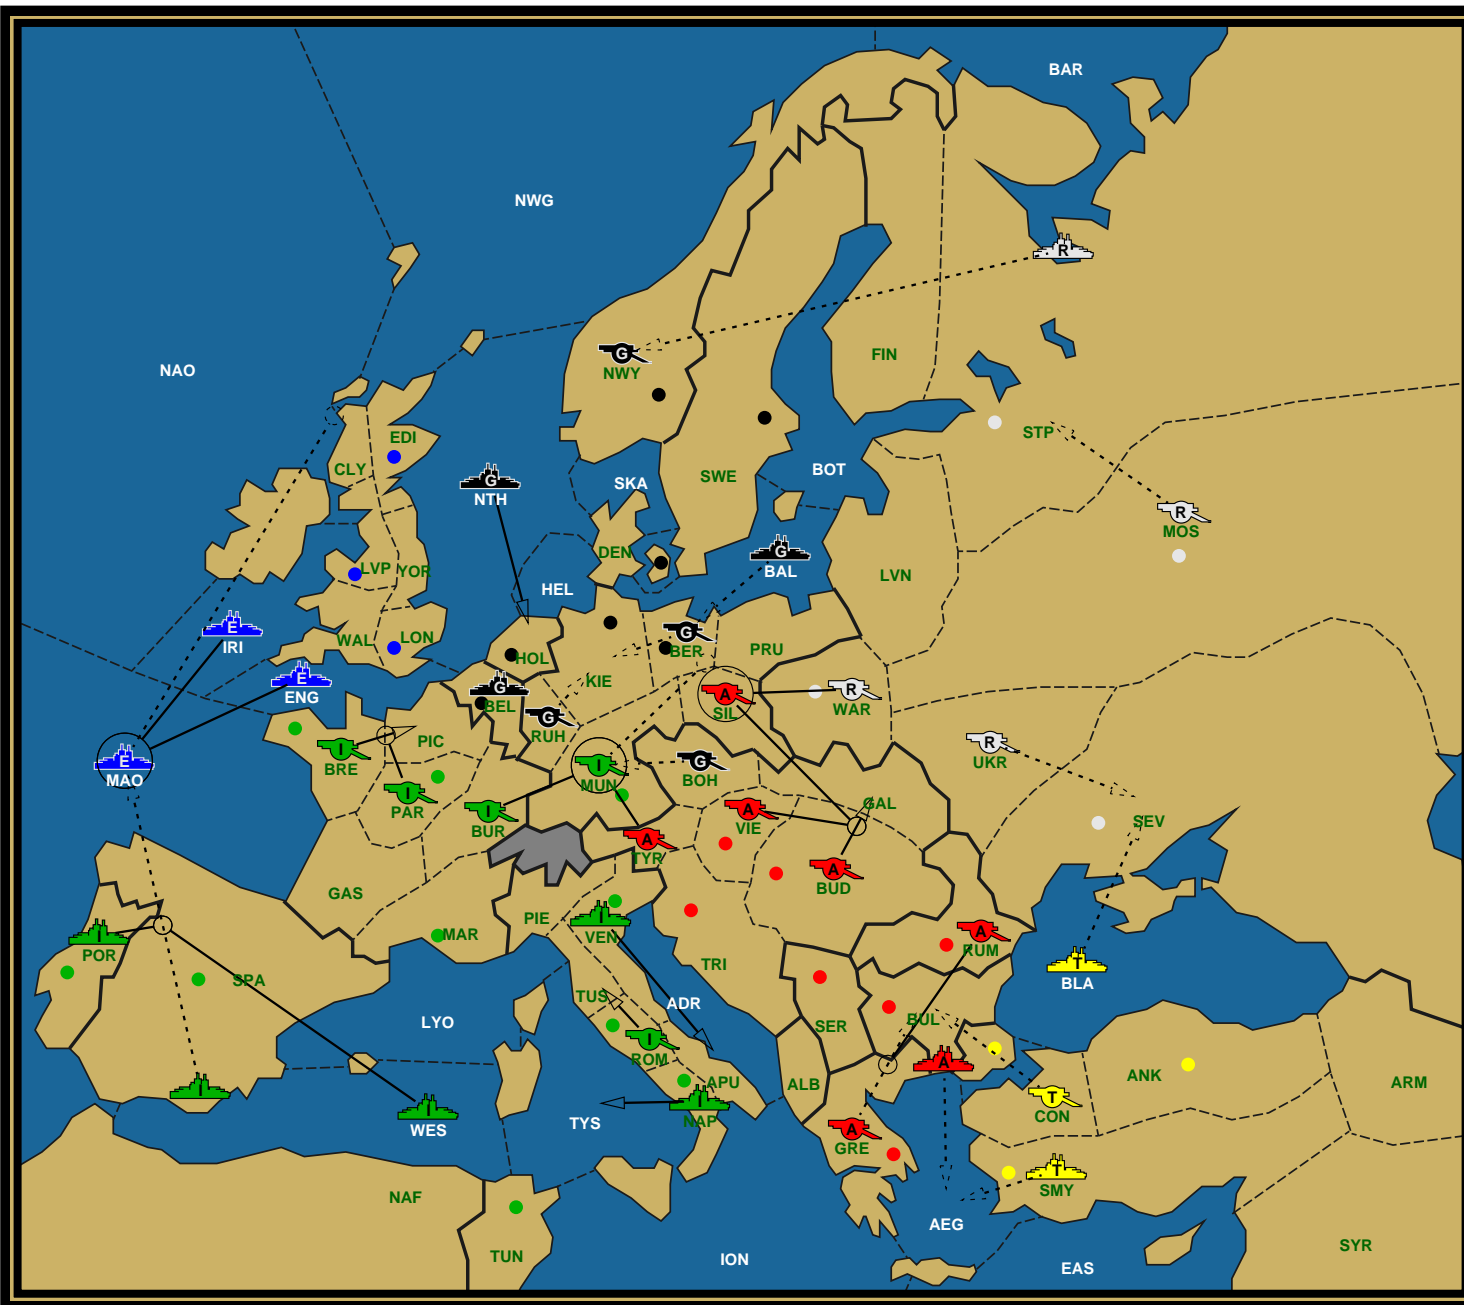 BAR
NWG
R
NAO
G
NWY
FIN
EDI
STP
CLY
SKA
SWE
BOT
G
NTH
R
MOS
DEN
G
BAL
HEL
LVP
YOR
LVN
E
IRI
WAL
LON
G
BER
PRU
HOL
KIE
E
ENG
G
BEL
A
SIL
R
WAR
G
RUH
PIC
I
BRE
R
UKR
E
MAO
I
MUN
G
BOH
I
PAR
I
BUR
A
VIE
GAL
SEV
A
TYR
A
BUD
GAS
PIE
I
VEN
I
POR
MAR
A
RUM
TRI
T
BLA
SPA
TUS
ADR
LYO
SER
BUL
I
ROM
A
ANK
ARM
APU
ALB
I
I
WES
TYS
I
NAP
T
CON
A
GRE
T
SMY
NAF
AEG
TUN
ION
EAS
SYR